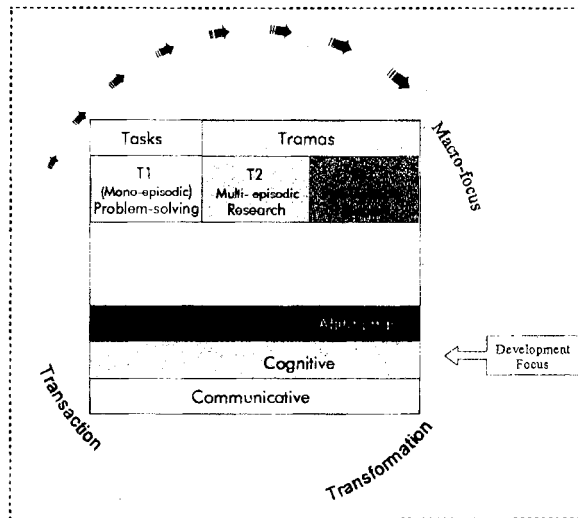 Tasks Tramas
T1 T2
(Mono-episodic) Multi-episodic
Problem-solving Research
Macro-focus
Cognitive
Development
Focus
Communicative
Transaction
Transformation